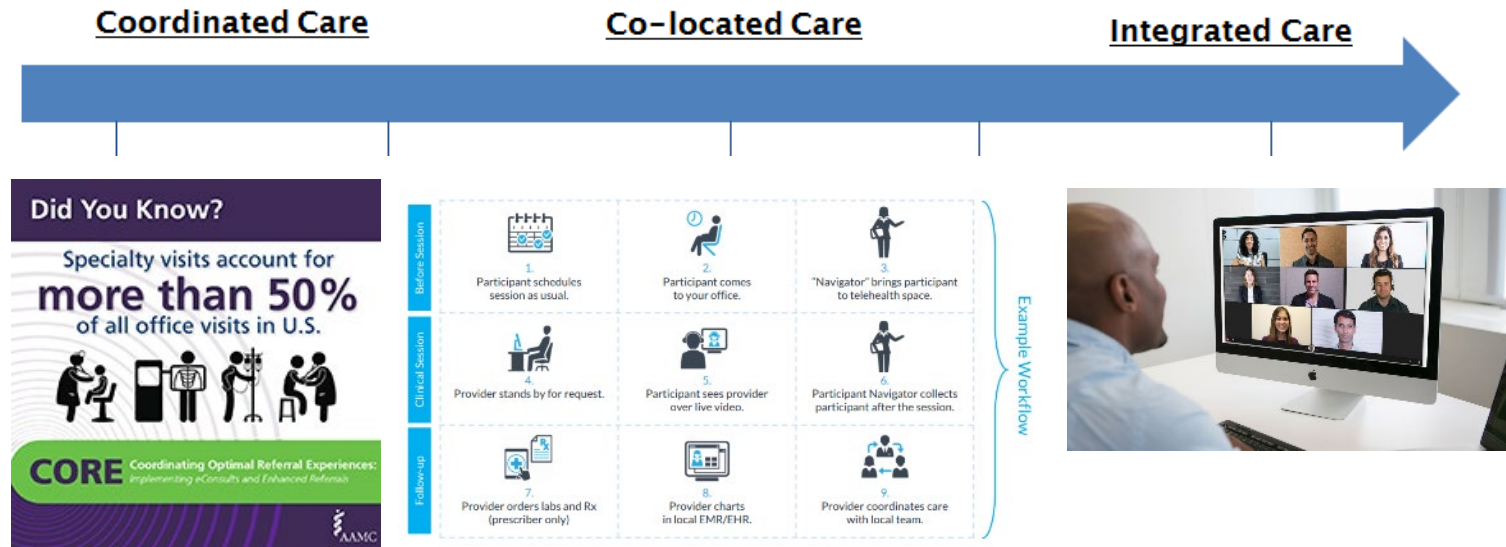 Coordinated Care
Co-located Care
Integrated Care
Did You Know?
Specialty visits account for
more than 50%
of all office visits in U.S.
CORE
Coordinating Optimal Referral Experiences:
Implementing eConsults and Enhanced Referrals
AAMC
Before Session
1.
Participant schedules
session as usual.
2.
Participant comes
to your office.
3.
"Navigator" brings participant
to telehealth space.
Clinical Session
4.
Provider stands by for request.
5.
Participant sees provider
over live video.
6.
Participant Navigator collects
participant after the session.
Follow-up
Rx
7.
Provider orders labs and Rx
(prescriber only)
8.
Provider charts
in local EMR/EHR.
9.
Provider coordinates care
with local team.
Example Workflow